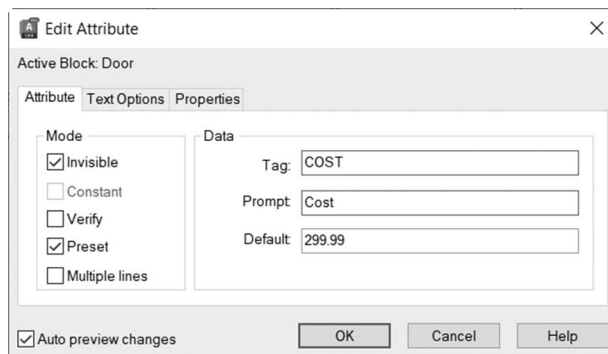 Edit Attribute
Active Block: Door
Attribute Text Options Properties
Mode
Invisible
Constant
Verify
Preset
Multiple lines
Data
Tag: COST
Prompt: Cost
Default: 299.99
Auto preview changes
OK Cancel Help